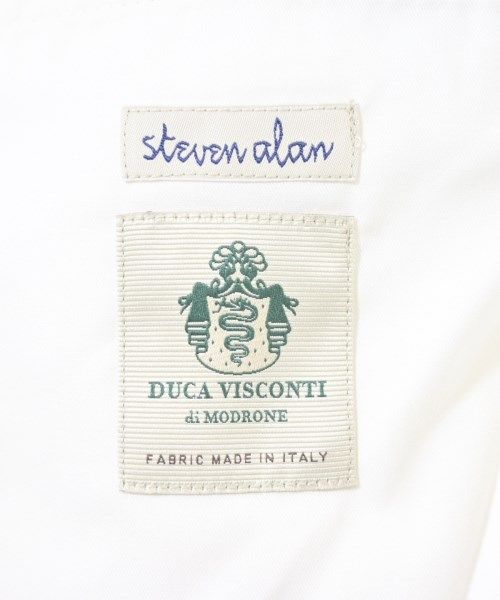 steven alan
DUCA VISCONTI
di MODRONE
FABRIC MADE IN ITALY